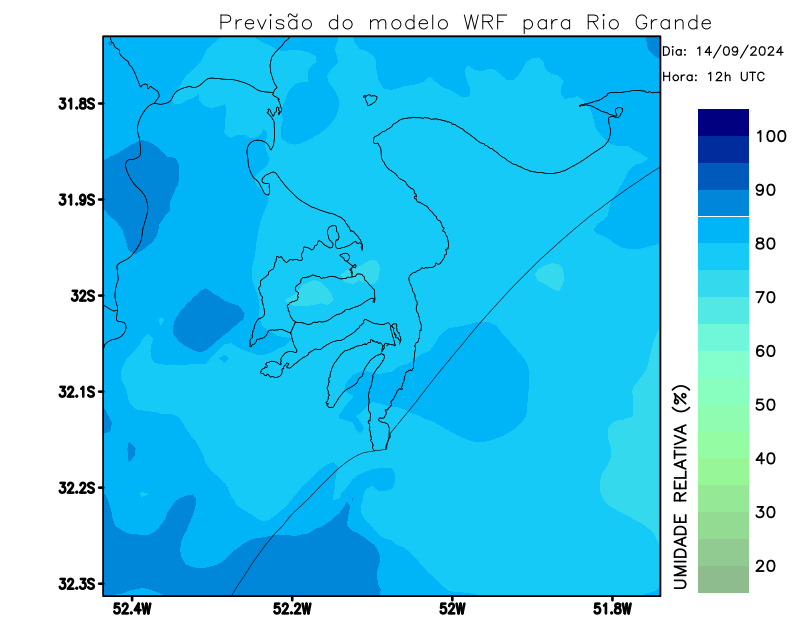 Previsão do modelo WRF para Rio Grande
Dia: 14/09/2024
Hora: 12h UTC
31.8S
31.9S
32S
32.1S
32.2S
32.3S
52.4W
52.2W
52W
51.8W
100
90
80
70
60
50
40
30
20
UMIDADE RELATIVA (%)